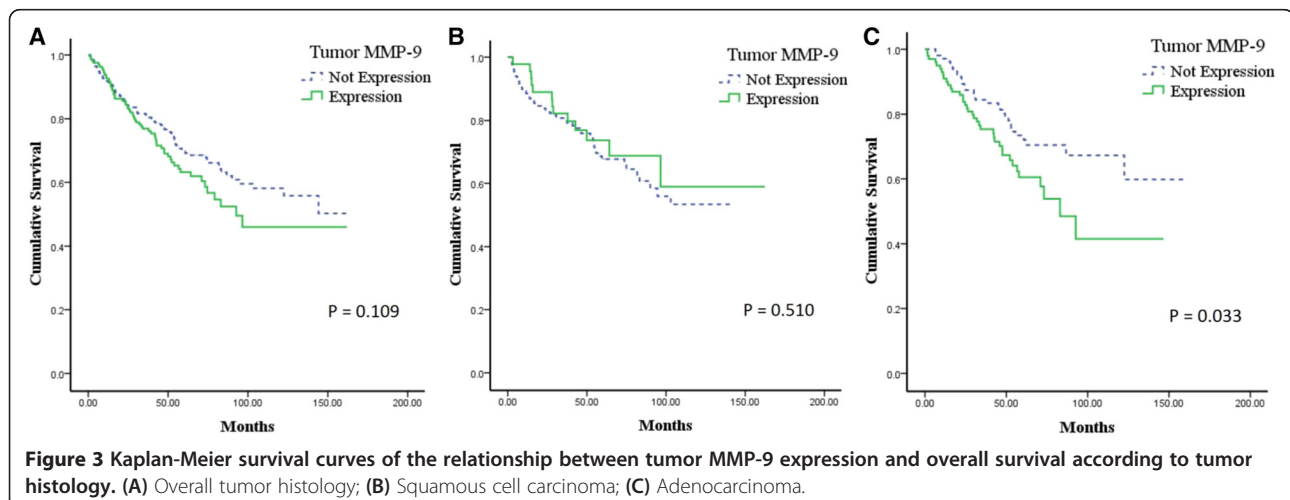 A
Tumor MMP-9
Not Expression
Expression
Cumulative Survival
1.0
0.8
0.6
0.4
0.2
0.0
P = 0.109
0.00 50.00 100.00 150.00 200.00
Months
B
Tumor MMP-9
Not Expression
Expression
Cumulative Survival
1.0
0.8
0.6
0.4
0.2
0.0
P = 0.510
0.00 50.00 100.00 150.00 200.00
Months
C
Tumor MMP-9
Not Expression
Expression
Cumulative Survival
1.0
0.8
0.6
0.4
0.2
0.0
P = 0.033
0.00 50.00 100.00 150.00 200.00
Months
Figure 3 Kaplan-Meier survival curves of the relationship between tumor MMP-9 expression and overall survival according to tumor
histology. (A) Overall tumor histology; (B) Squamous cell carcinoma; (C) Adenocarcinoma.